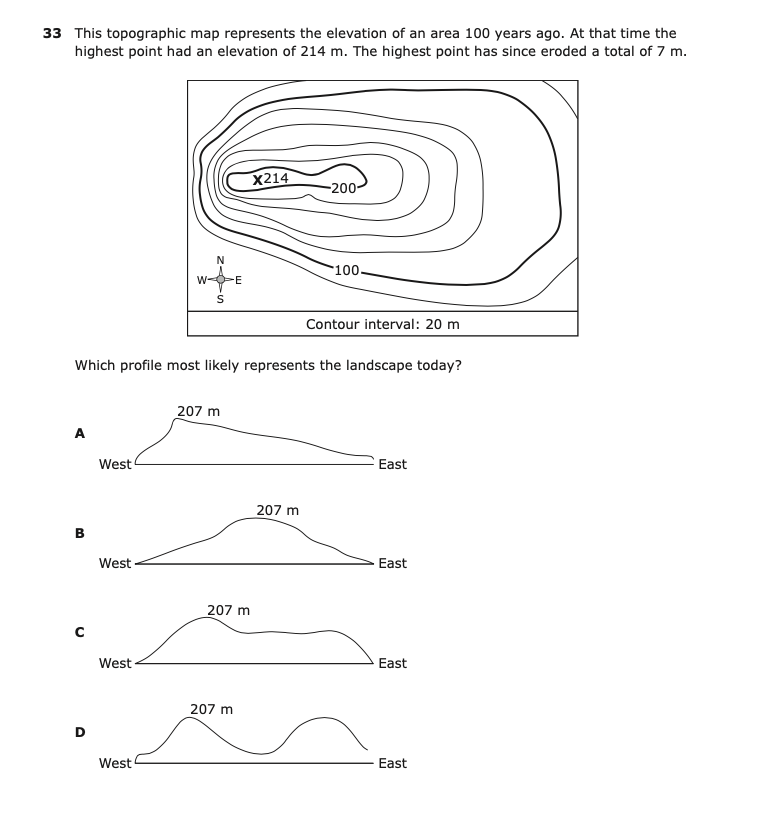 33 This topographic map represents the elevation of an area 100 years ago. At that time the
highest point had an elevation of 214 m. The highest point has since eroded a total of 7 m.
x214
200
N
W E
S
100
Contour interval: 20 m
Which profile most likely represents the landscape today?
207 m
A
West East
207 m
B
West East
207 m
C
West East
207 m
D
West East